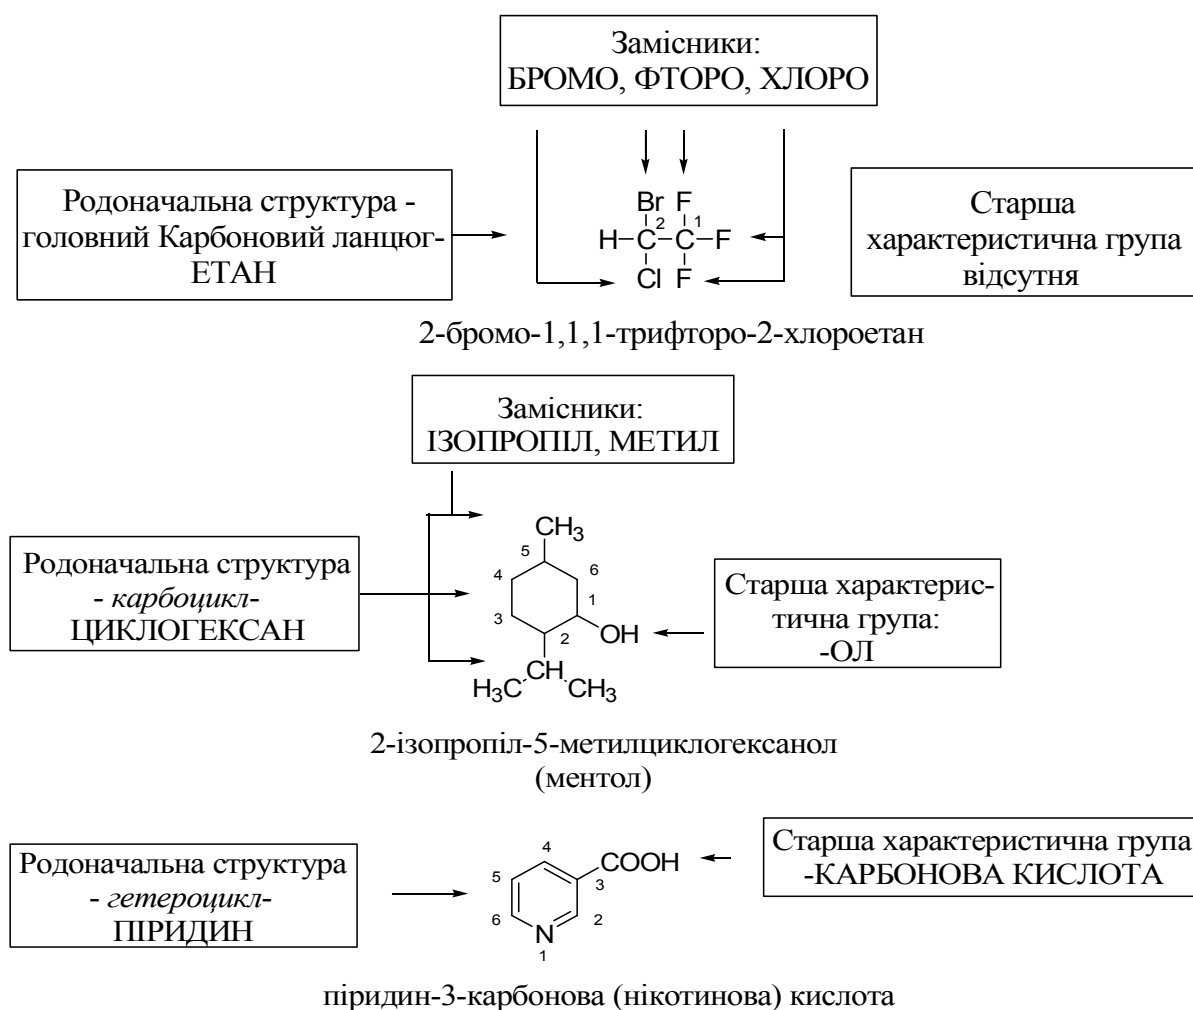 Замісники:
БРОМО, ФТОРО, ХЛОРО
Родоначальна структура -
головний Карбоновий ланцюг-
ЕТАН
Br F
2 1
H C C F
Cl F
Старша
характеристична група
відсутня
2-бромо-1,1,1-трифторо-2-хлороетан
Замісники:
ІЗОПРОПІЛ, МЕТИЛ
Родоначальна структура
- карбоцикл-
ЦИКЛОГЕКСАН
CH3
5
4 6
3 1
2 OH
CH
H3C CH3
Старша характерис-
тична група:
-ОЛ
2-ізопропіл-5-метилциклогексанол
(ментол)
Родоначальна структура
- гетероцикл-
ПІРИДИН
4 COOH
5 3
6 2
N
1
Старша характеристична група
-КАРБОНОВА КИСЛОТА
піридин-3-карбонова (нікотинова) кислота